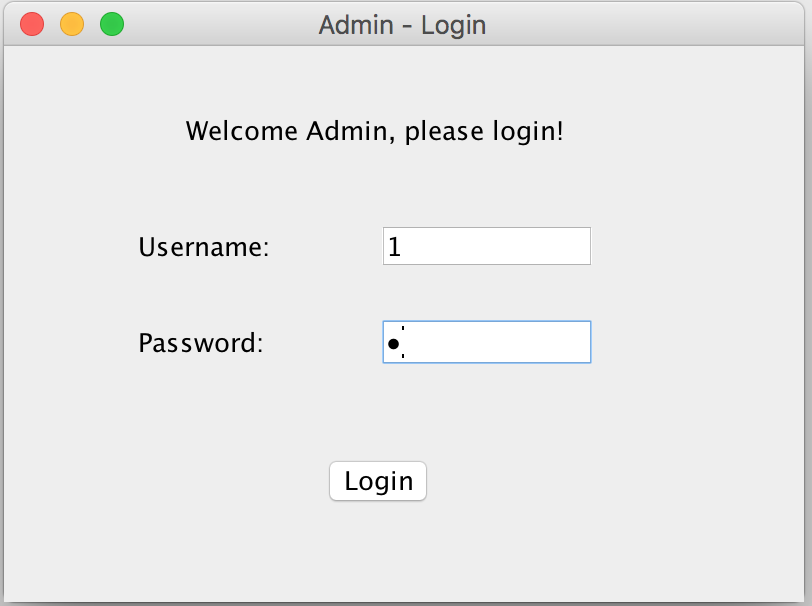 Admin - Login
Welcome Admin, please login!
Username: 1
Password: •
Login